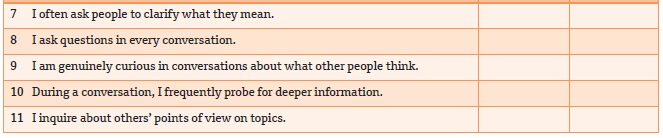 7 I often ask people to clarify what they mean.
8 I ask questions in every conversation.
9 I am genuinely curious in conversations about what other people think.
10 During a conversation, I frequently probe for deeper information.
11 I inquire about others’ points of view on topics.